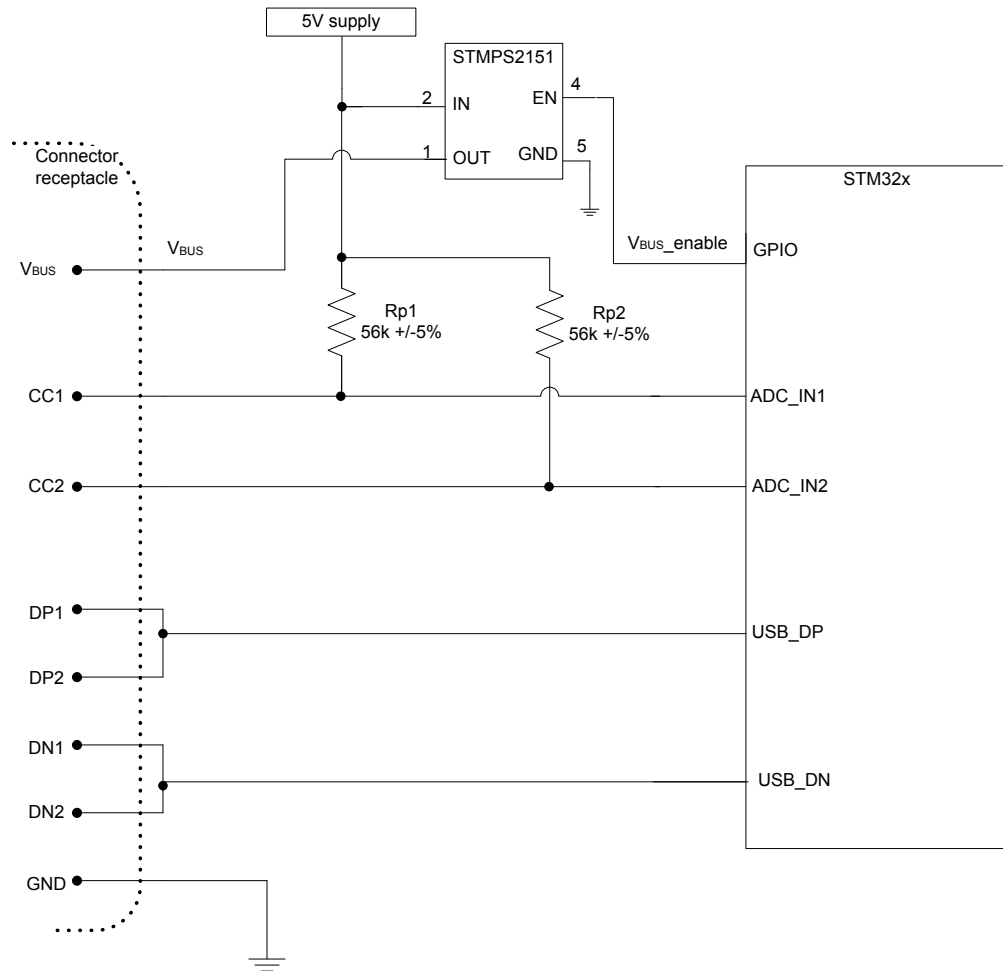 5V supply
STMPS2151
2
IN
EN
4
1
OUT
GND
5
Connector
receptacle
STM32x
VBUS
VBUS
VBUS_enable
GPIO
Rp1
56k +/-5%
Rp2
56k +/-5%
CC1
ADC_IN1
CC2
ADC_IN2
DP1
USB_DP
DP2
DN1
USB_DN
DN2
GND